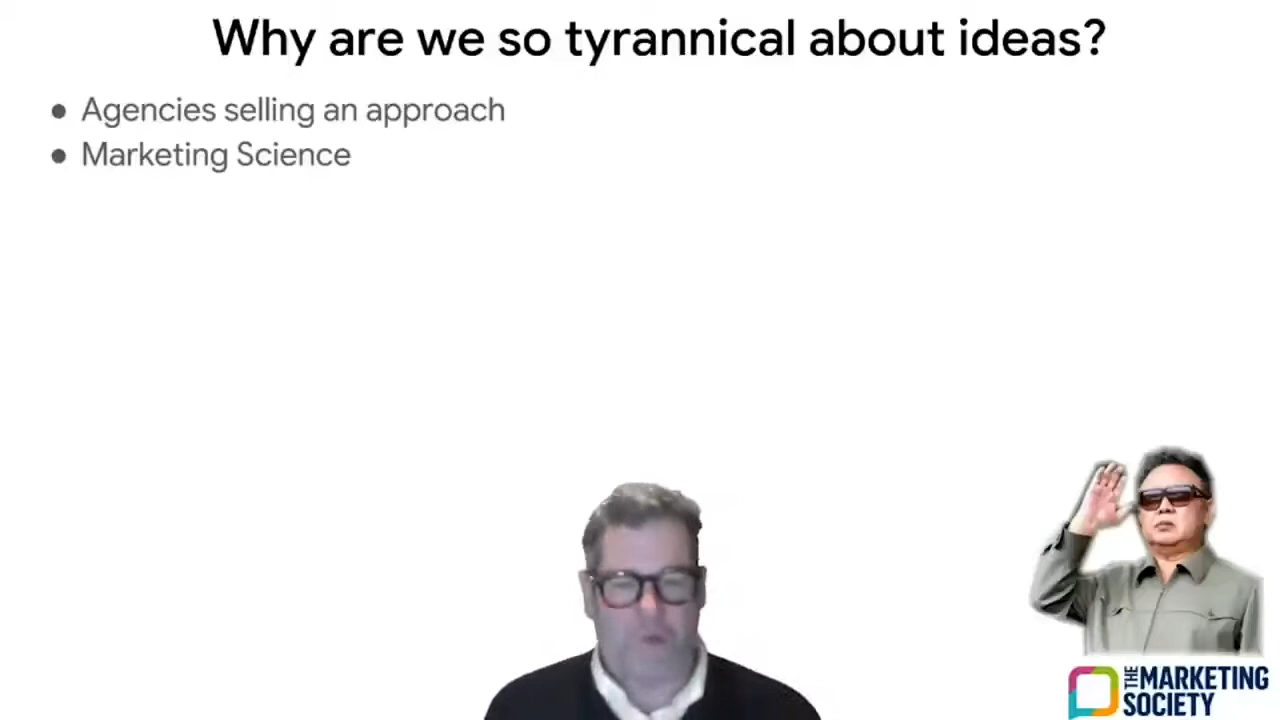 Why are we so tyrannical about ideas?
● Agencies selling an approach
● Marketing Science
THE MARKETING
SOCIETY